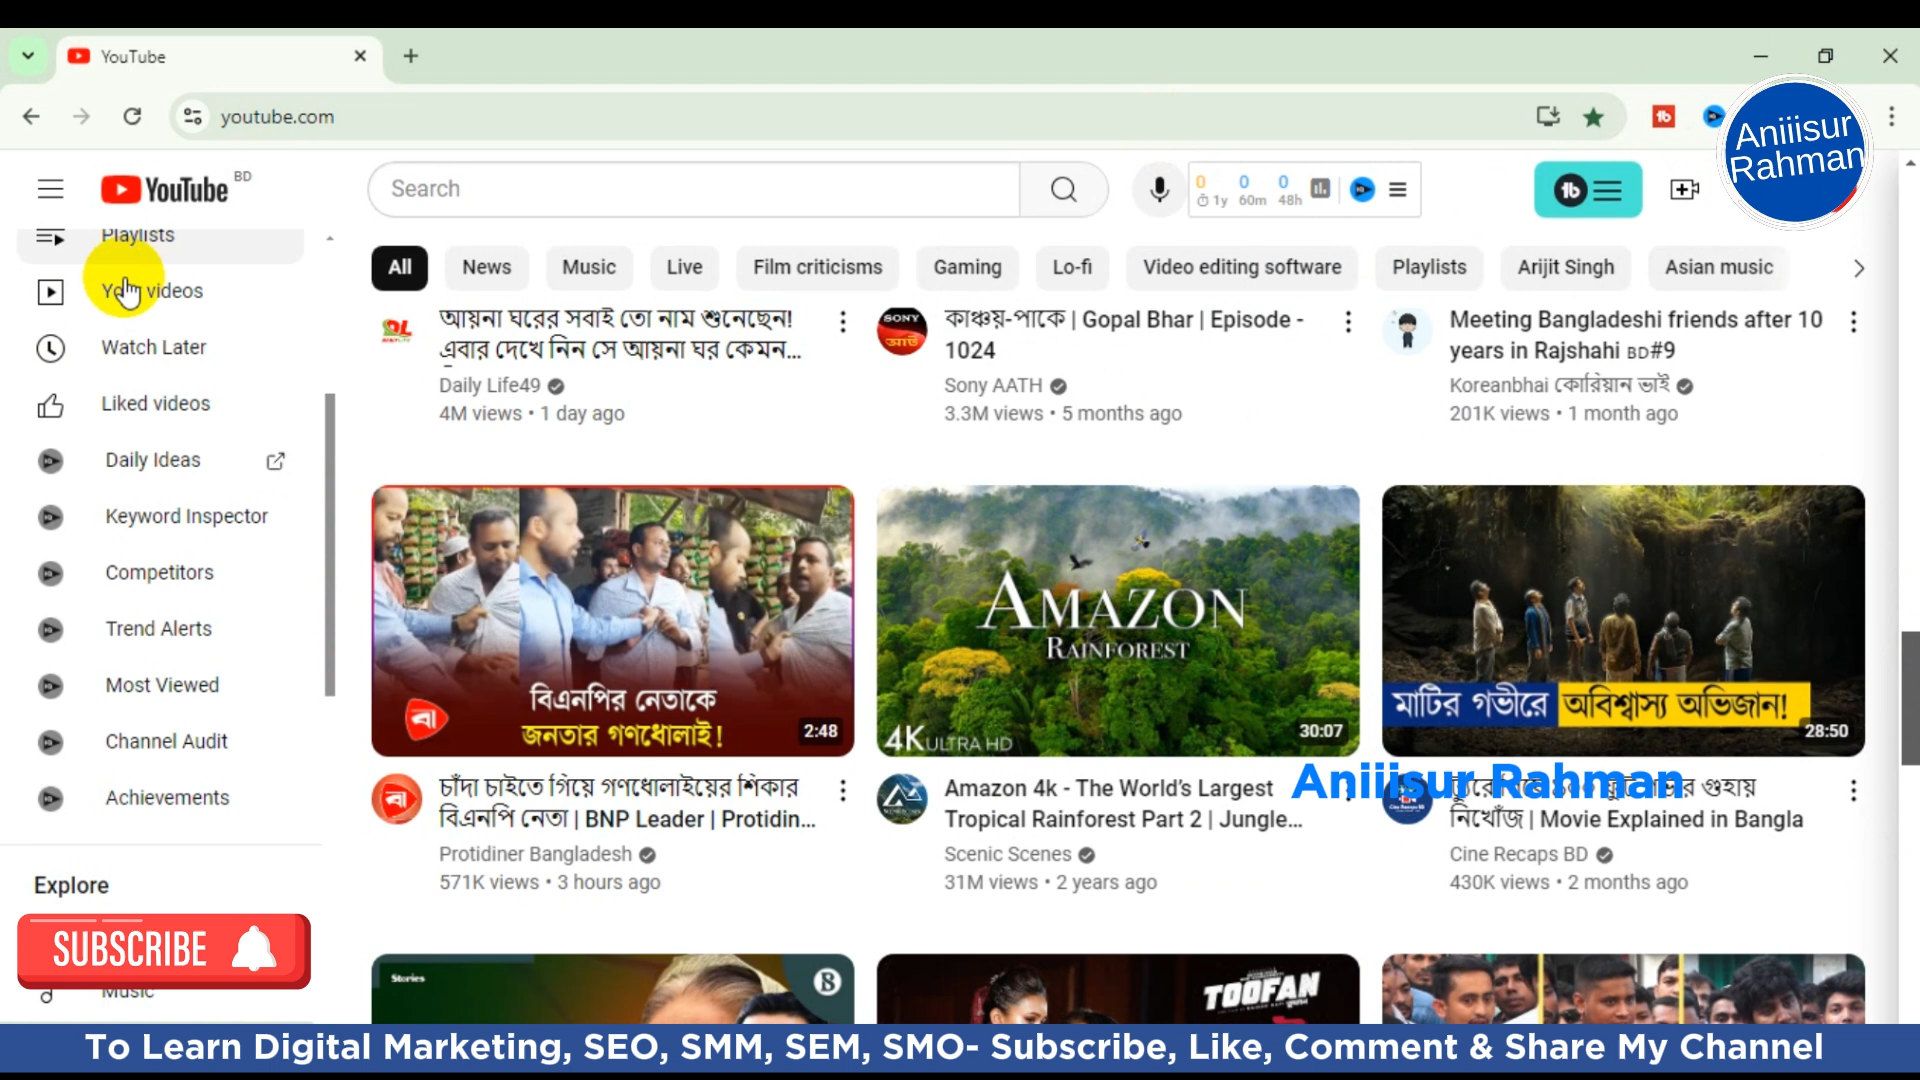 YouTube
youtube.com
Aniiisur
Rahman
YouTube BD
Search
0 0 0
1y 60m 48h
Playlists
videos
Watch Later
Liked videos
Daily Ideas
Keyword Inspector
Competitors
Trend Alerts
Most Viewed
Channel Audit
Achievements
Explore
SUBSCRIBE
Music
All News Music Live Film criticisms Gaming Lo-fi Video editing software Playlists Arijit Singh Asian music
আয়না ঘরের সবাই তো নাম শুনেছেন!
এবার দেখে নিন সে আয়না ঘর কেমন...
Daily Life49
4M views • 1 day ago
SONY
আট
কাঞ্চয়-পাকে | Gopal Bhar | Episode -
1024
Sony AATH
3.3M views • 5 months ago
Meeting Bangladeshi friends after 10
years in Rajshahi BD#9
Koreanbhai কোরিয়ান ভাই
201K views • 1 month ago
বিএনপির নেতাকে
জনতার গণধোলাই!
বা
2:48
AMAZON
RAINFOREST
4K ULTRA HD
30:07
মাটির গভীরে অবিশ্বাস্য অভিজান!
28:50
বা
চাঁদা চাইতে গিয়ে গণধোলাইয়ের শিকার
বিএনপি নেতা | BNP Leader | Protidin...
Protidiner Bangladesh
571K views • 3 hours ago
Amazon 4k - The World's Largest
Tropical Rainforest Part 2 | Jungle...
Scenic Scenes
31M views • 2 years ago
Aniiisur Rahman
গুহায়
নিখোঁজ | Movie Explained in Bangla
Cine Recaps BD
430K views • 2 months ago
Stories
TOOFAN
To Learn Digital Marketing, SEO, SMM, SEM, SMO- Subscribe, Like, Comment & Share My Channel